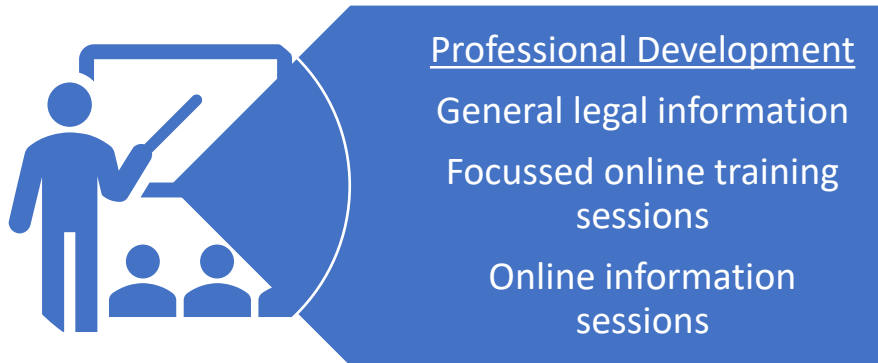 Professional Development
General legal information
Focussed online training
sessions
Online information
sessions